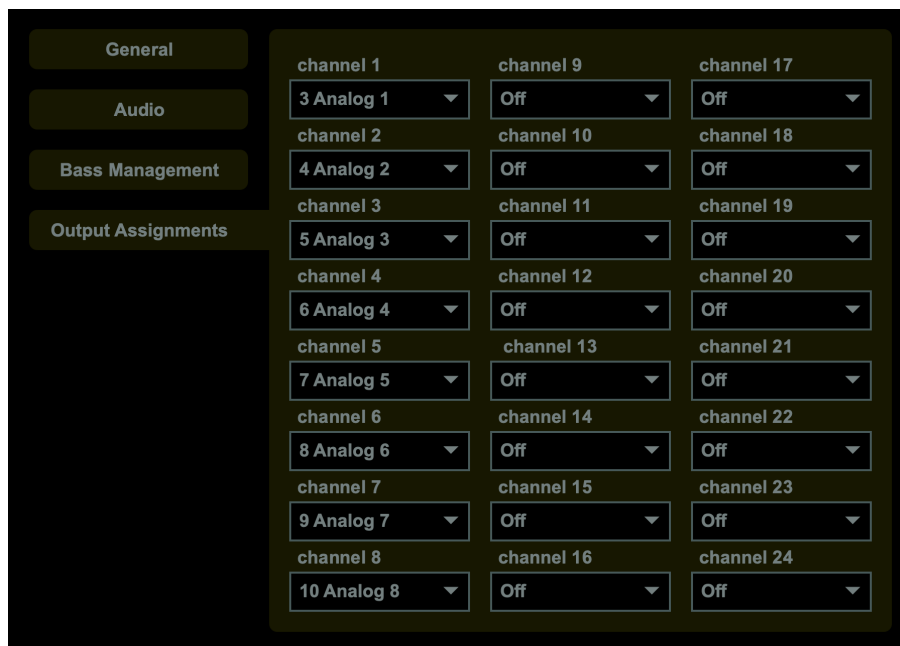 General
Audio
Bass Management
Output Assignments
channel 1
3 Analog 1
channel 2
4 Analog 2
channel 3
5 Analog 3
channel 4
6 Analog 4
channel 5
7 Analog 5
channel 6
8 Analog 6
channel 7
9 Analog 7
channel 8
10 Analog 8
channel 9
Off
channel 10
Off
channel 11
Off
channel 12
Off
channel 13
Off
channel 14
Off
channel 15
Off
channel 16
Off
channel 17
Off
channel 18
Off
channel 19
Off
channel 20
Off
channel 21
Off
channel 22
Off
channel 23
Off
channel 24
Off